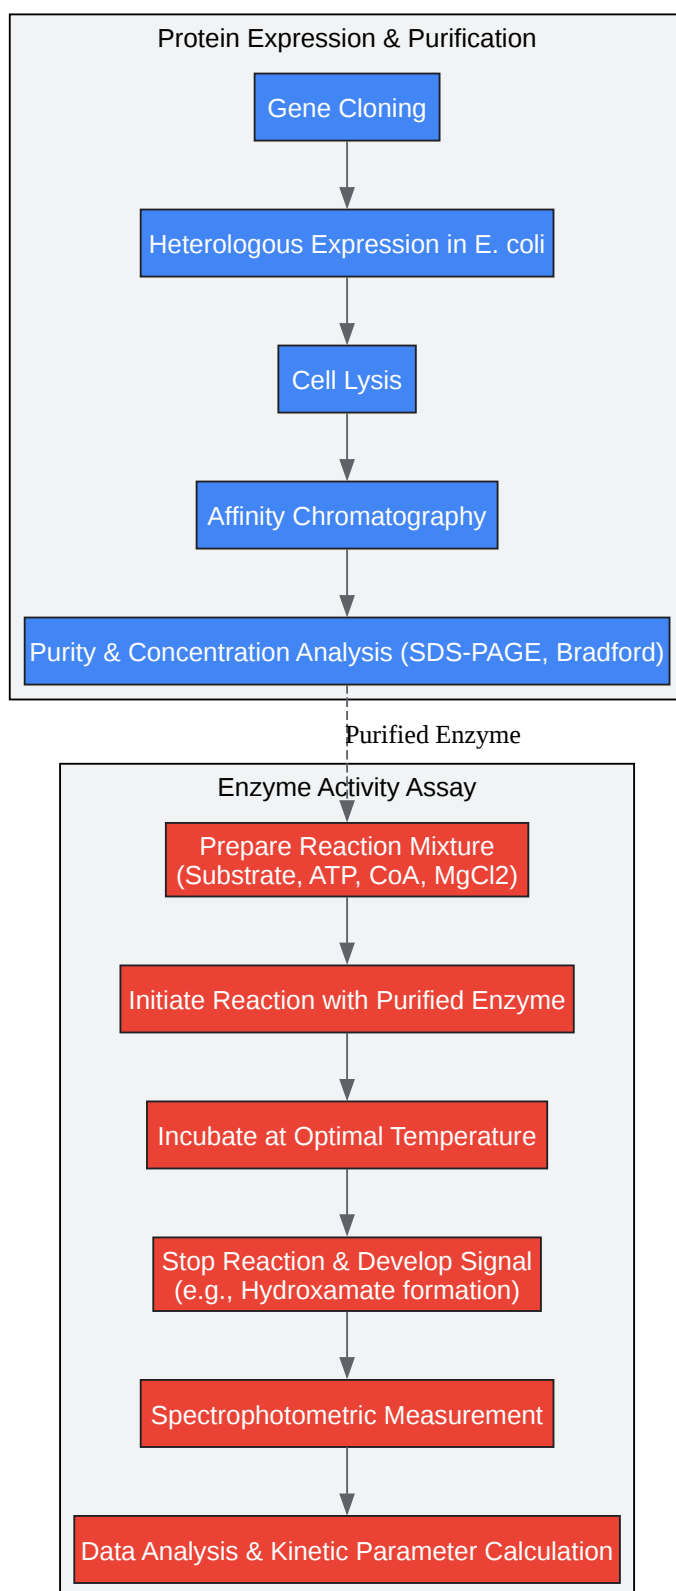 Protein Expression & Purification
Gene Cloning
Heterologous Expression in E. coli
Cell Lysis
Affinity Chromatography
Purity & Concentration Analysis (SDS-PAGE, Bradford)
Purified Enzyme
Enzyme Activity Assay
Prepare Reaction Mixture
(Substrate, ATP, CoA, MgCl2)
Initiate Reaction with Purified Enzyme
Incubate at Optimal Temperature
Stop Reaction & Develop Signal
(e.g., Hydroxamate formation)
Spectrophotometric Measurement
Data Analysis & Kinetic Parameter Calculation